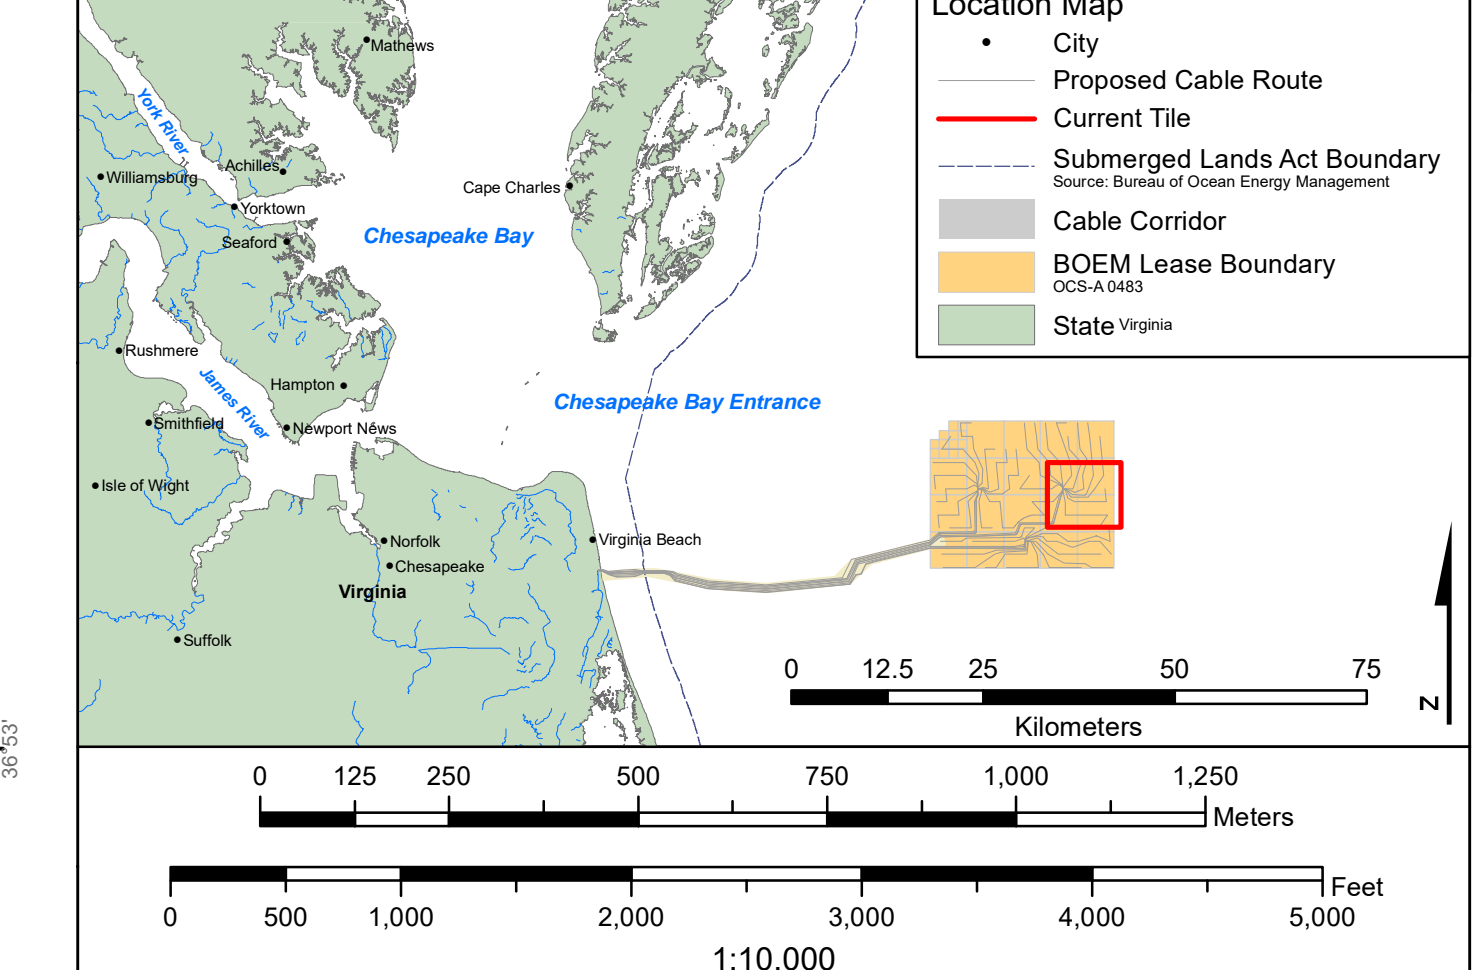 Location Map
City
Proposed Cable Route
Current Tile
Submerged Lands Act Boundary
Source: Bureau of Ocean Energy Management
Cable Corridor
BOEM Lease Boundary
OCS-A 0483
State Virginia
Mathews
York River
Achilles
Williamsburg
Cape Charles
Yorktown
Seaford
Chesapeake Bay
Rushmere
James River
Hampton
Chesapeake Bay Entrance
Smithfield
Newport News
Isle of Wight
Norfolk
Virginia Beach
Chesapeake
Virginia
Suffolk
0 12.5 25 50 75
Kilometers
N
36°53'
0 125 250 500 750 1,000 1,250
Meters
Feet
0 500 1,000 2,000 3,000 4,000 5,000
1:10,000